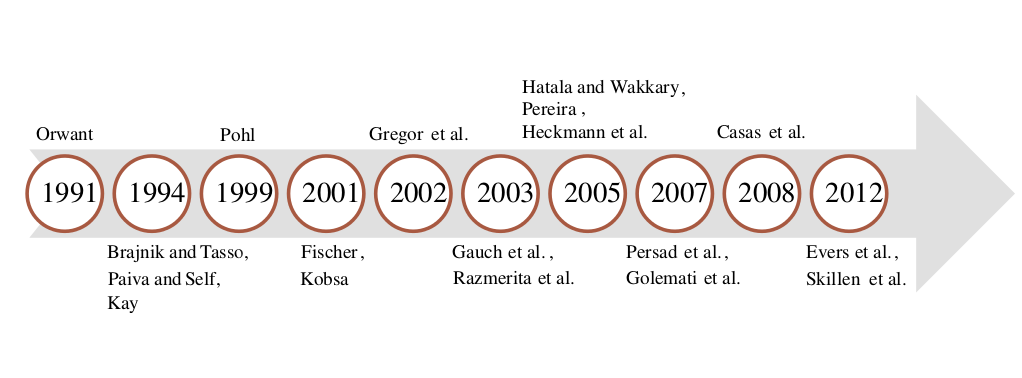 Hatala and Wakkary,
Pereira ,
Heckmann et al.
Orwant
Pohl
Gregor et al.
Casas et al.
1991
1994
1999
2001
2002
2003
2005
2007
2008
2012
Brajnik and Tasso,
Paiva and Self,
Kay
Fischer,
Kobsa
Gauch et al.,
Razmerita et al.
Persad et al.,
Golemati et al.
Evers et al.,
Skillen et al.